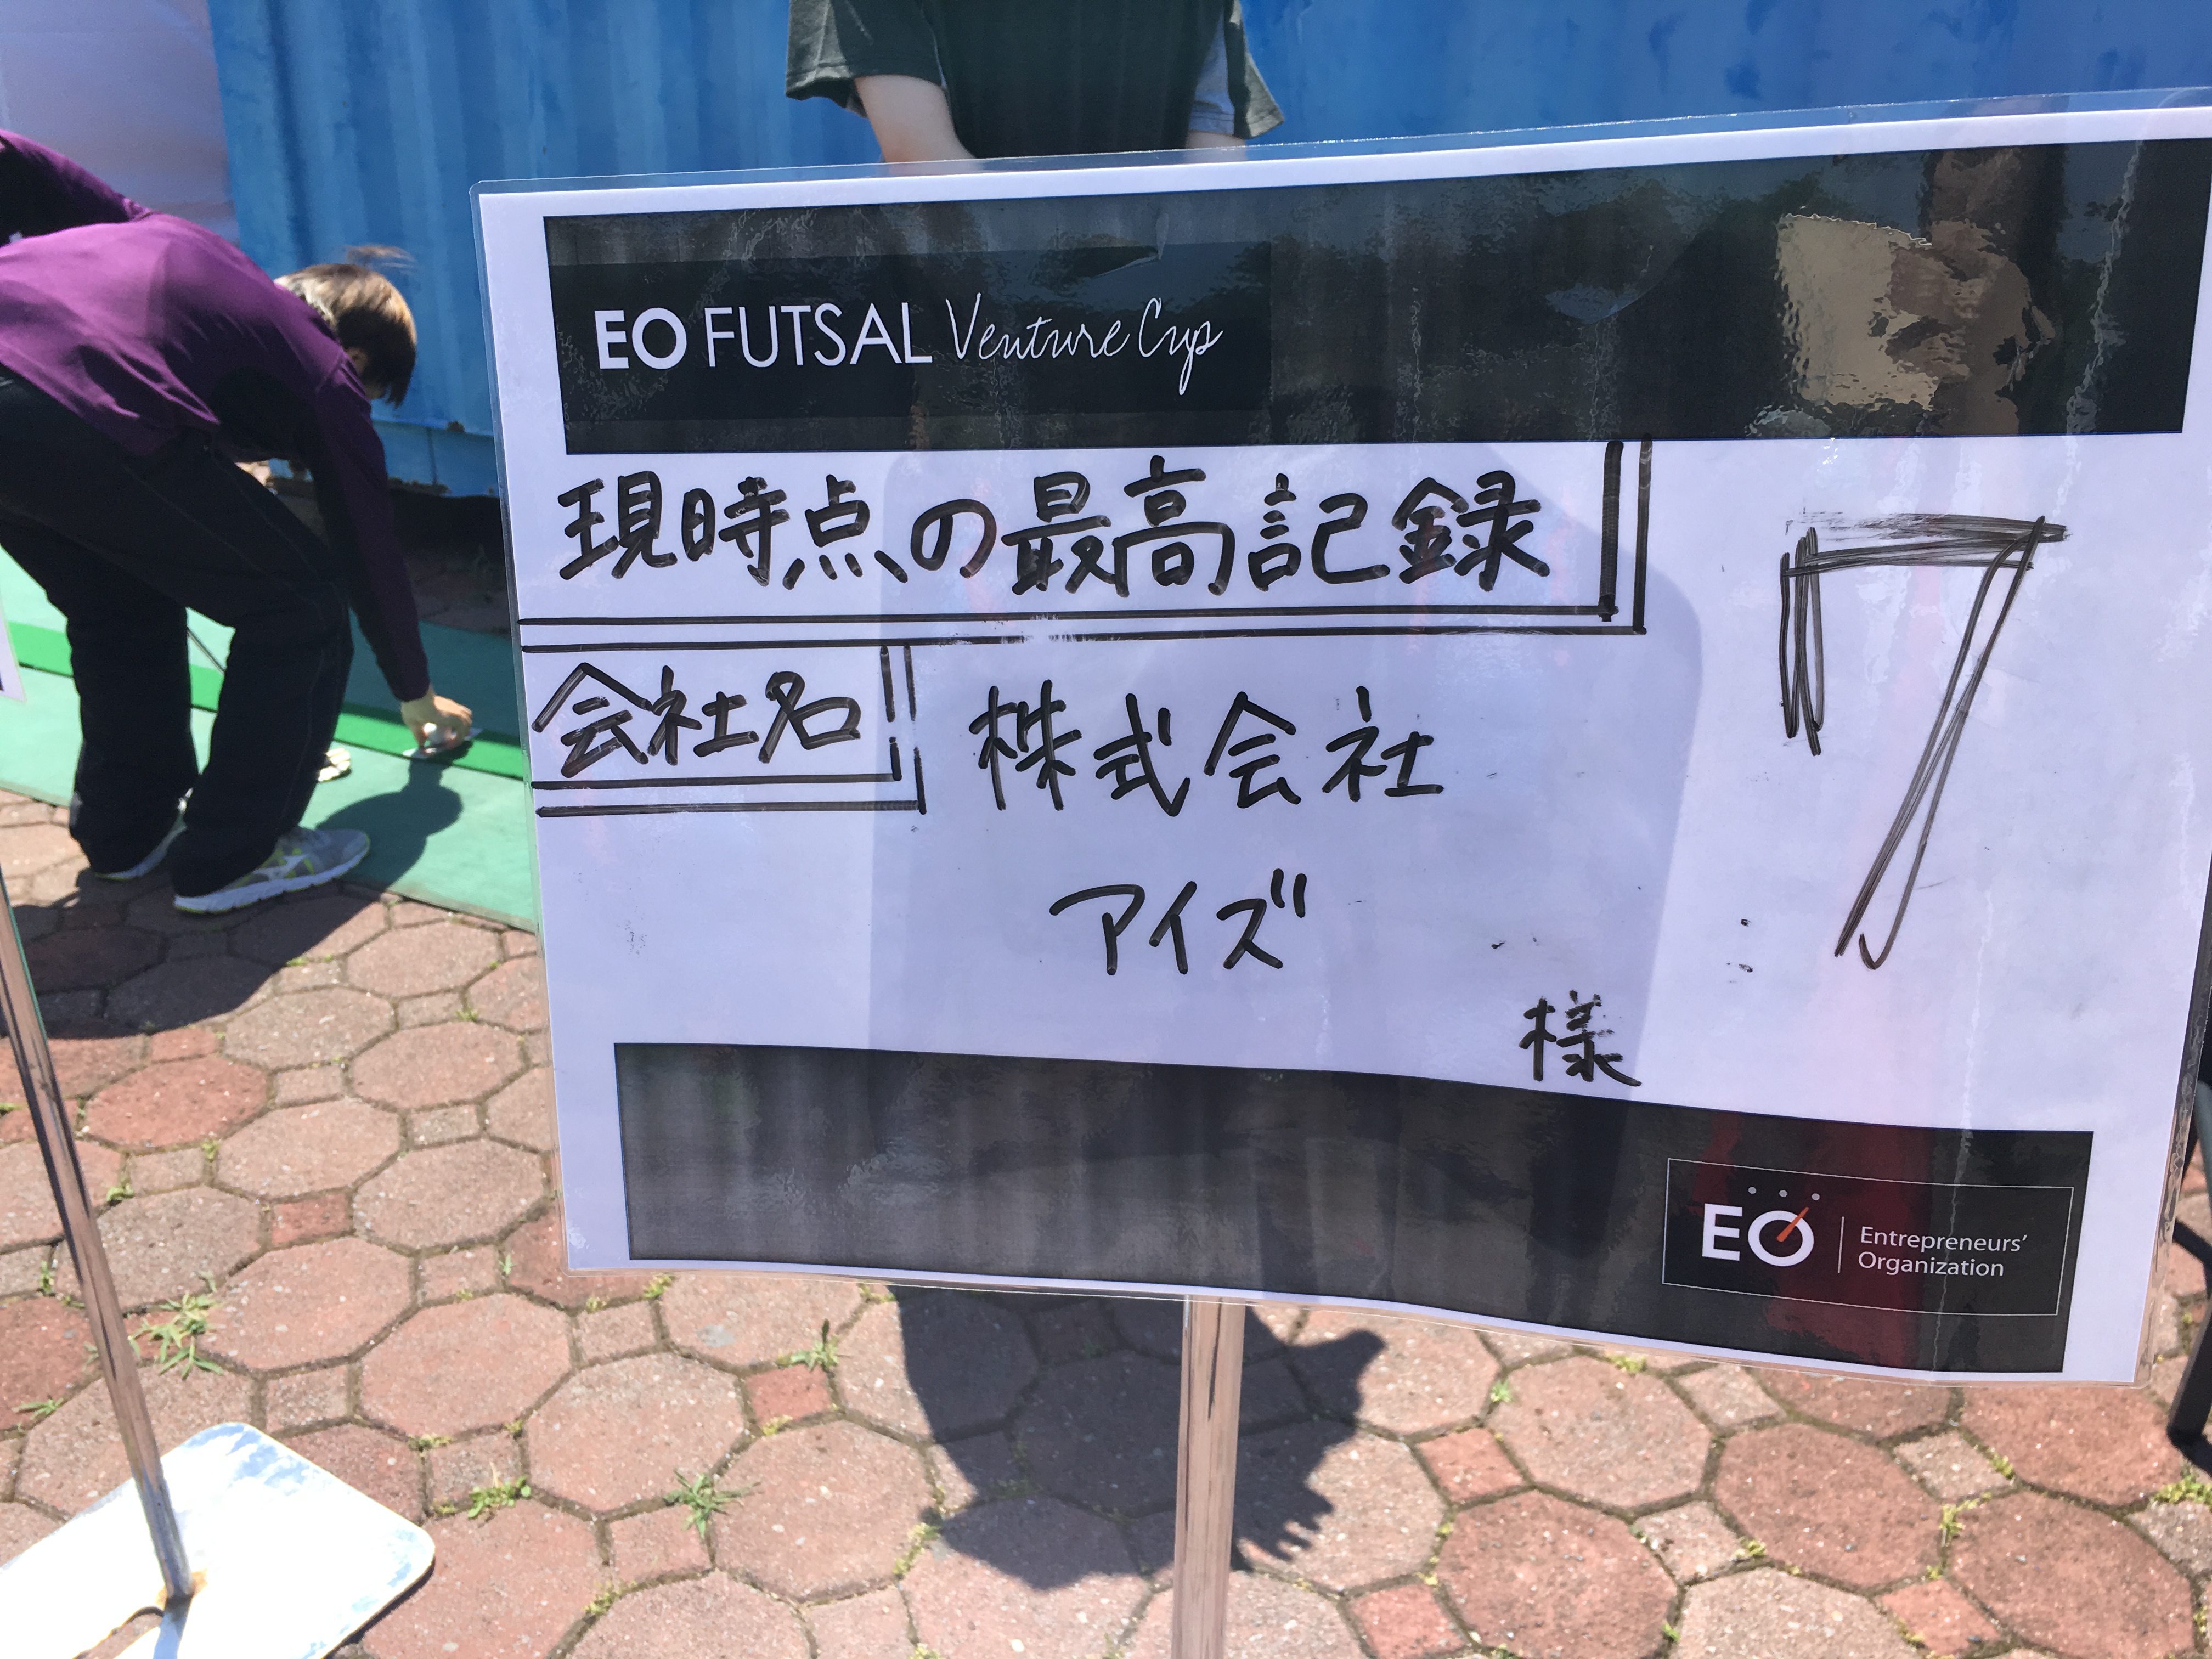 EO FUTSAL Venture Cup
現時点の最高記録
7
会社名
株式会社
アイズ
様
EO
Entrepreneurs'
Organization